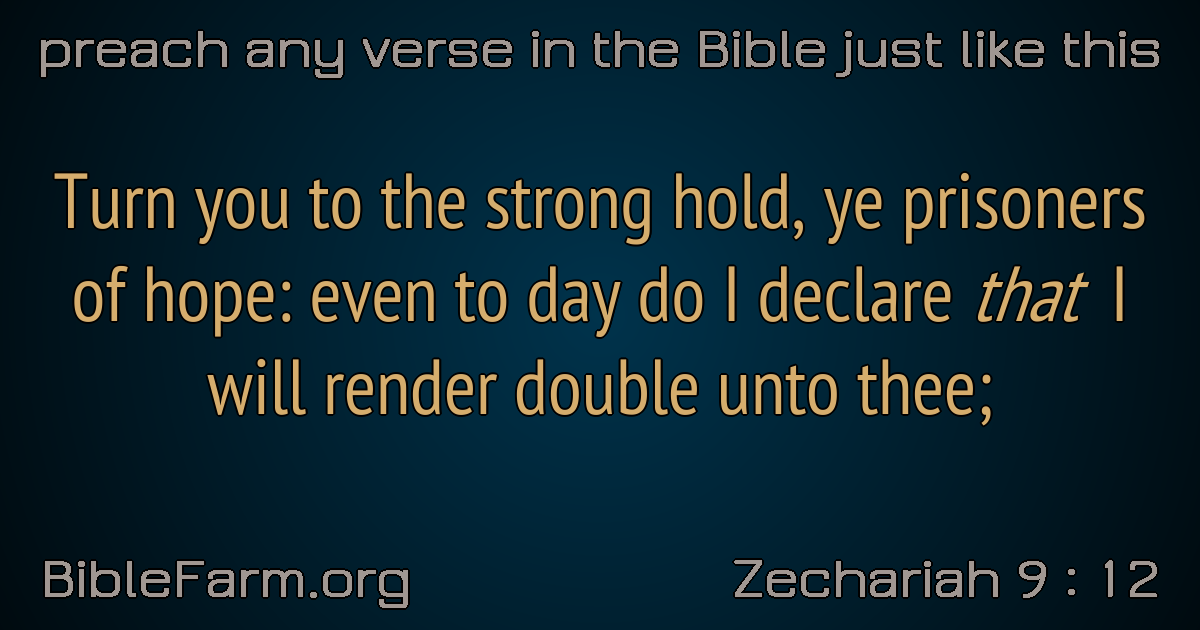 preach any verse in the Bible just like this
Turn you to the strong hold, ye prisoners
of hope: even to day do I declare that I
will render double unto thee;
BibleFarm.org
Zechariah 9 : 12